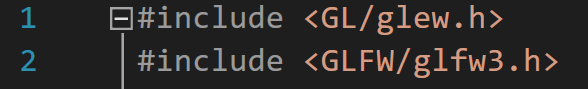 1 #include <GL/glew.h>
2 #include <GLFW/glfw3.h>